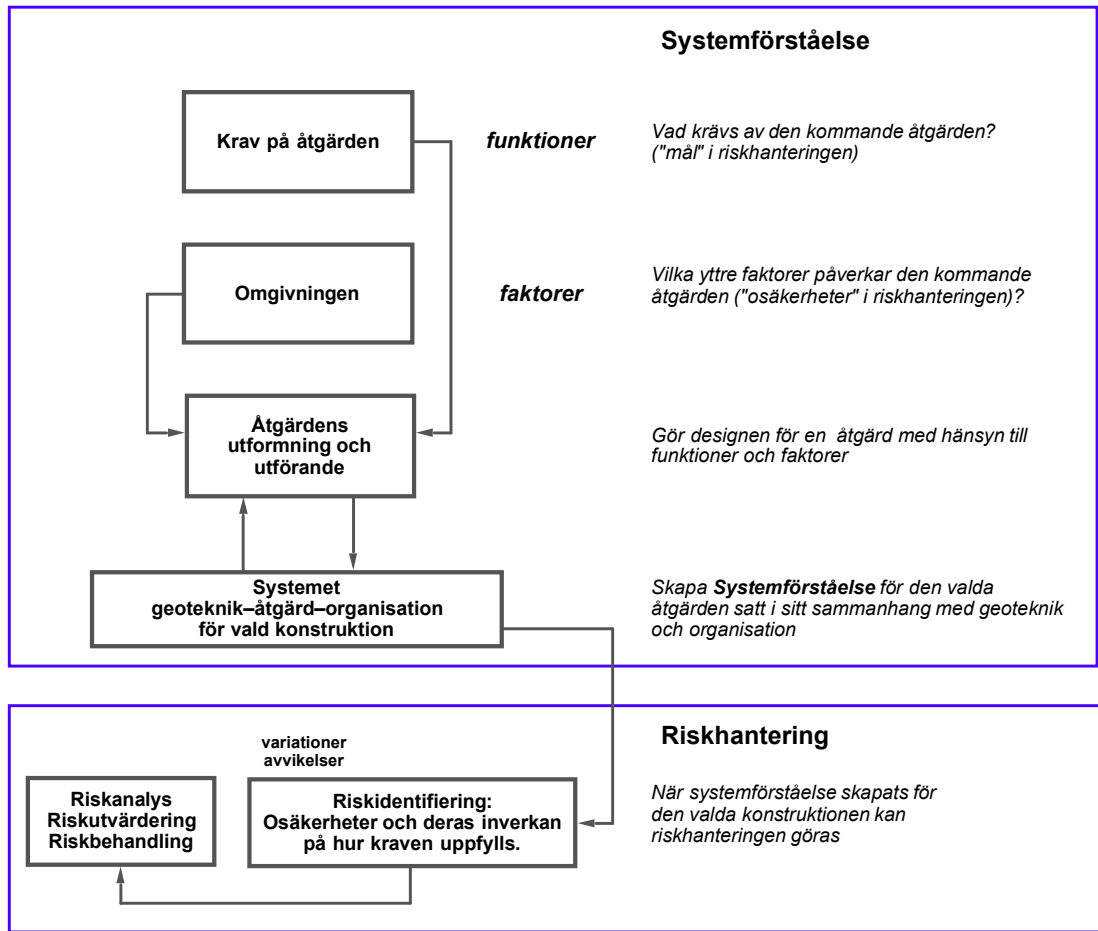 Systemförståelse
Krav på åtgärden
funktioner
Vad krävs av den kommande åtgärden?
("mål" i riskhanteringen)
Omgivningen
faktorer
Vilka yttre faktorer påverkar den kommande
åtgärden ("osäkerheter" i riskhanteringen)?
Åtgärdens
utformning och
utförande
Gör designen för en åtgärd med hänsyn till
funktioner och faktorer
Systemet
geoteknik–åtgärd–organisation
för vald konstruktion
Skapa Systemförståelse för den valda
åtgärden satt i sitt sammanhang med geoteknik
och organisation
Riskhantering
variationer
avvikelser
Riskanalys
Riskutvärdering
Riskbehandling
Riskidentifiering:
Osäkerheter och deras inverkan
på hur kraven uppfylls.
När systemförståelse skapats för
den valda konstruktionen kan
riskhanteringen göras